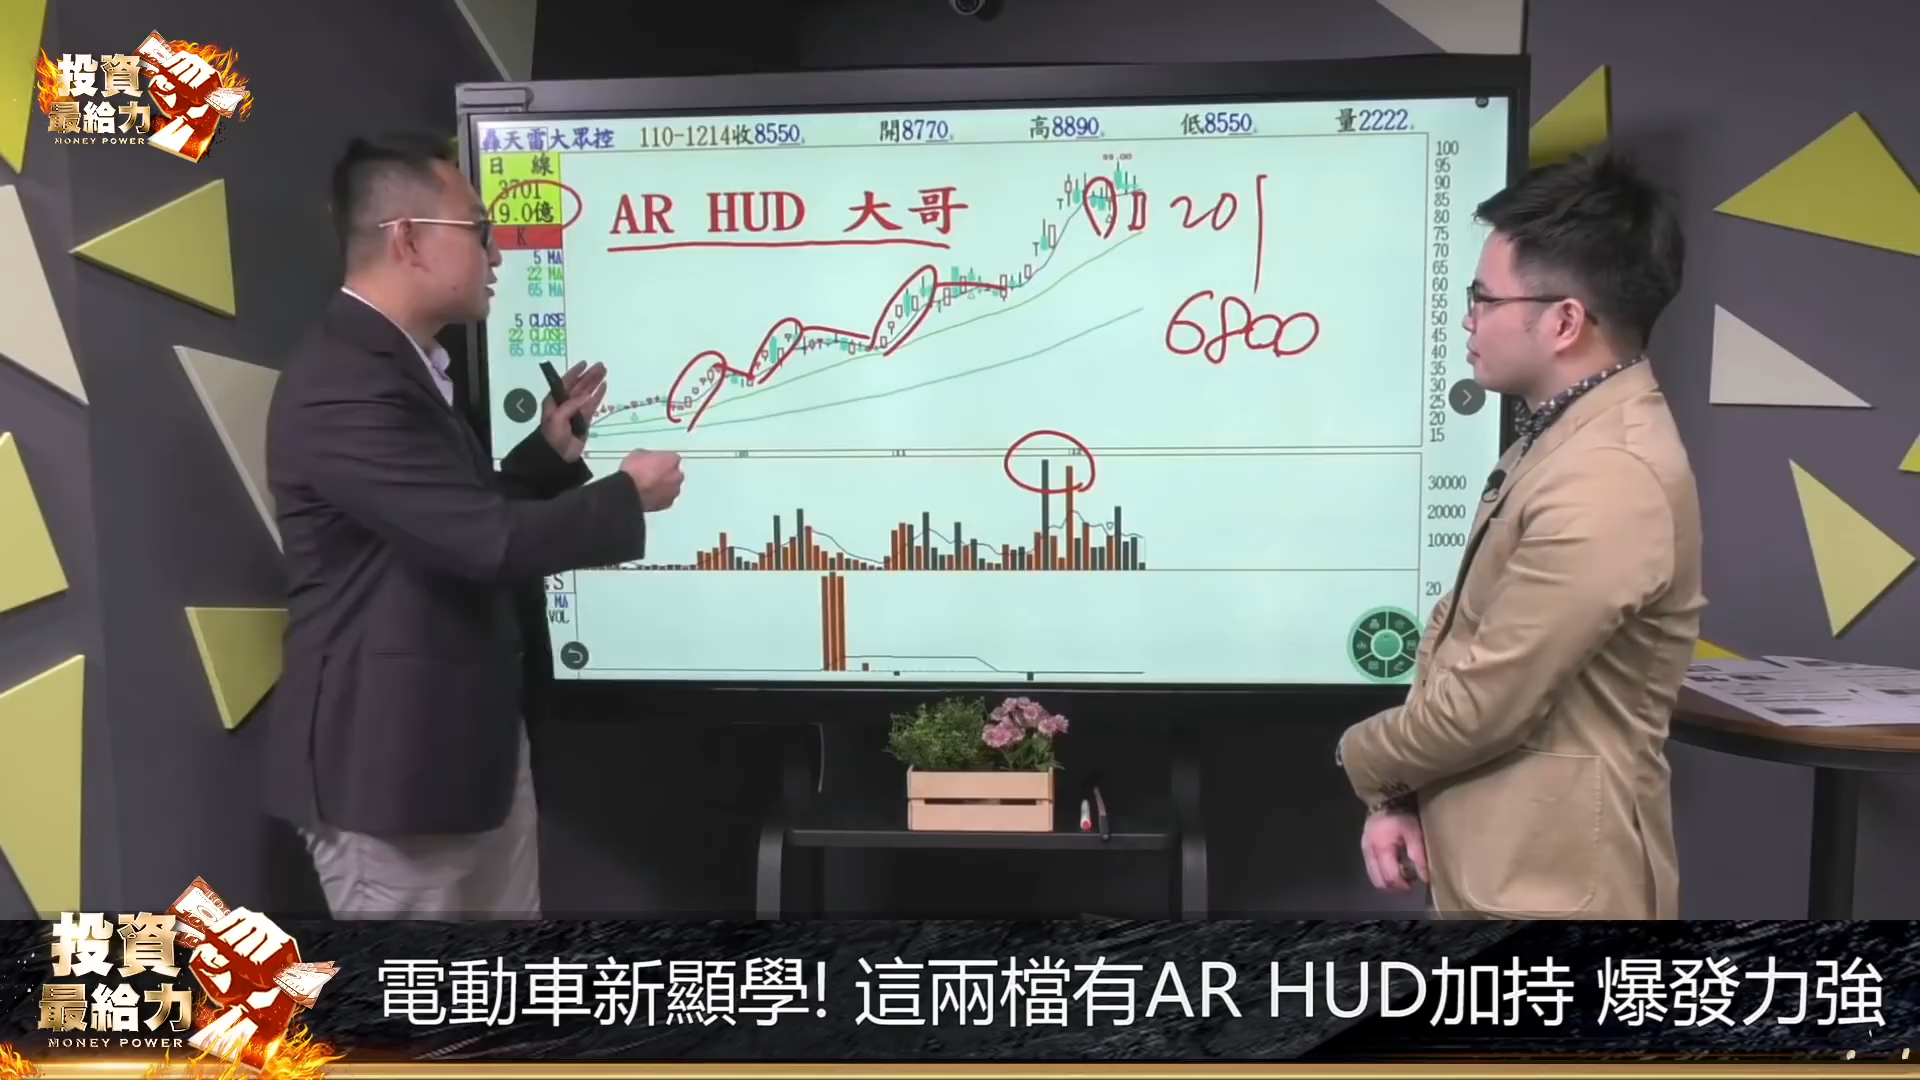 投資
最給力
MONEY POWER
轟天雷大眾控 110-1214收8550. 開8770. 高8890. 低8550. 量2222.
日 線
3701
19.0億
K
5 MA
22 MA
65 MA
5 CLOSE
22 CLOSE
65 CLOSE
AR HUD 大哥
201
6800
100
95
90
85
80
75
70
65
60
55
50
45
40
35
30
25
20
15
30000
20000
10000
20
S
MA
VOL
投資
最給力
MONEY POWER
電動車新顯學! 這兩檔有AR HUD加持 爆發力強